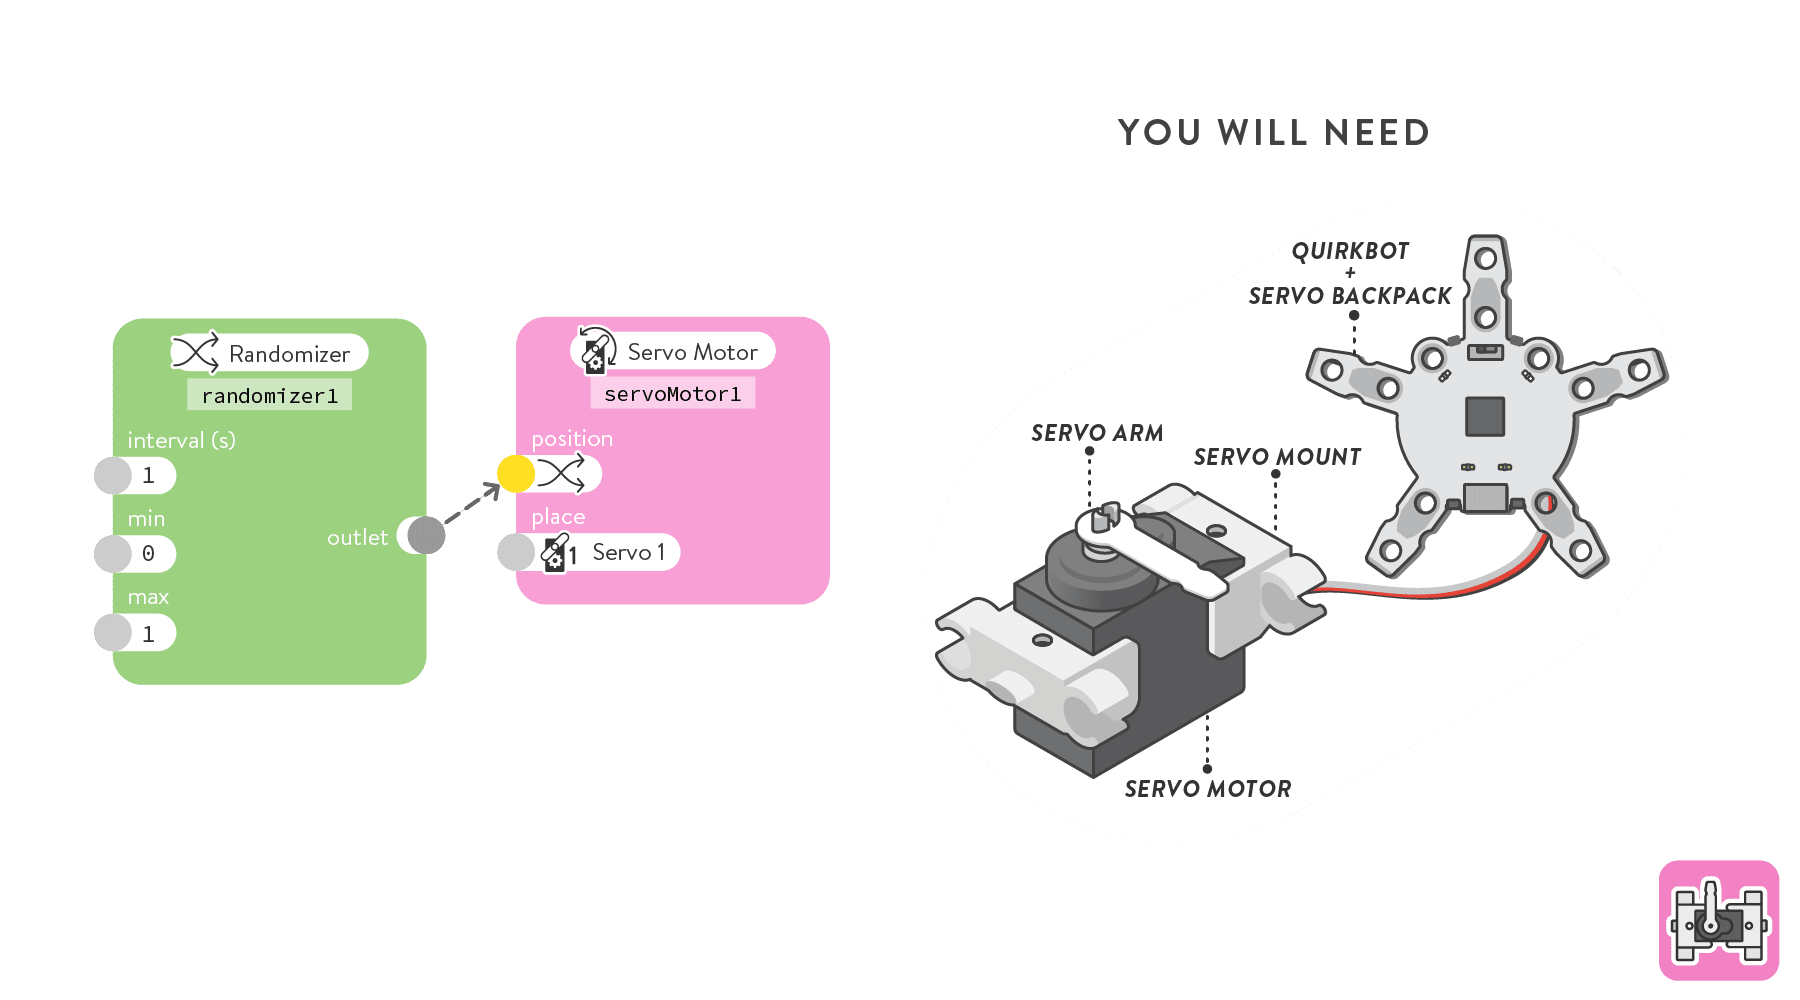 YOU WILL NEED
Randomizer
randomizer1
interval (s)
1
min
0
max
1
outlet
Servo Motor
servoMotor1
position
place
1 Servo 1
QUIRKBOT
+
SERVO BACKPACK
SERVO ARM
SERVO MOUNT
SERVO MOTOR